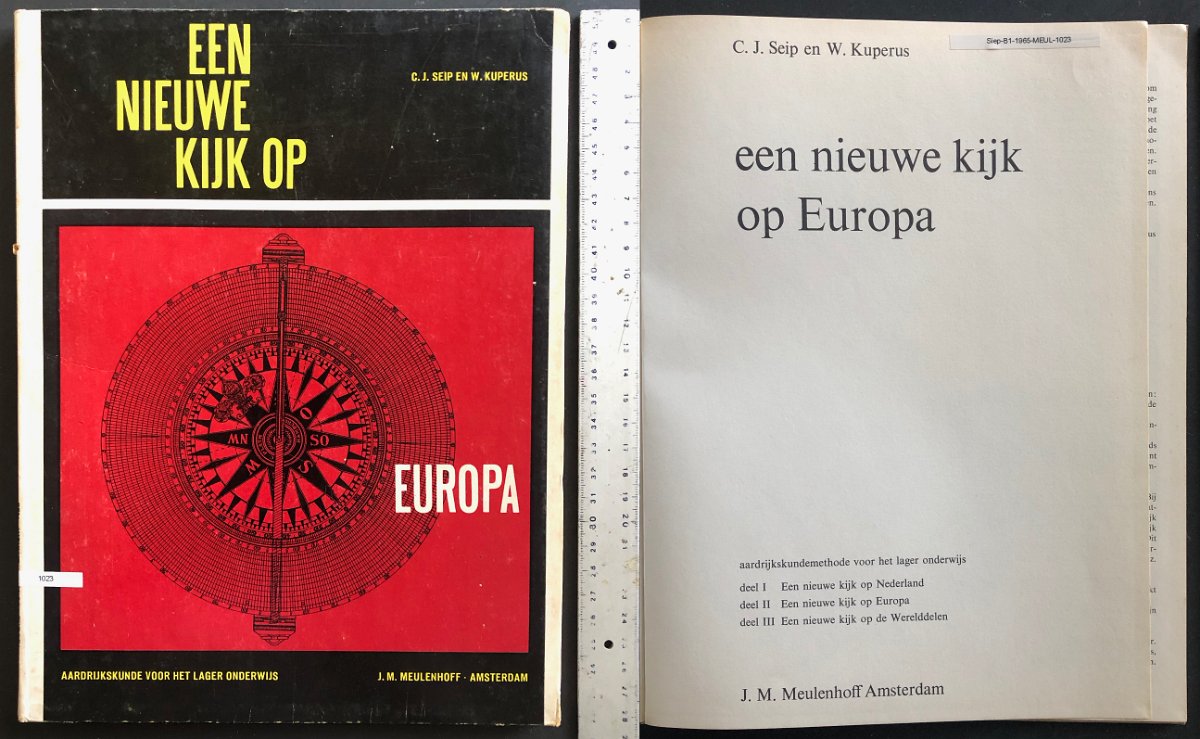 EEN
NIEUWE
KIJK OP
C. J. SEIP EN W. KUPERUS
O
NW
SO
W
S
EUROPA
1023
AARDRIJKSKUNDE VOOR HET LAGER ONDERWIJS
J. M. MEULENHOFF · AMSTERDAM
C. J. Seip en W. Kuperus
Siep-B1-1965-MEUL-1023
een nieuwe kijk
op Europa
aardrijkskundemethode voor het lager onderwijs
deel I Een nieuwe kijk op Nederland
deel II Een nieuwe kijk op Europa
deel III Een nieuwe kijk op de Werelddelen
J. M. Meulenhoff Amsterdam